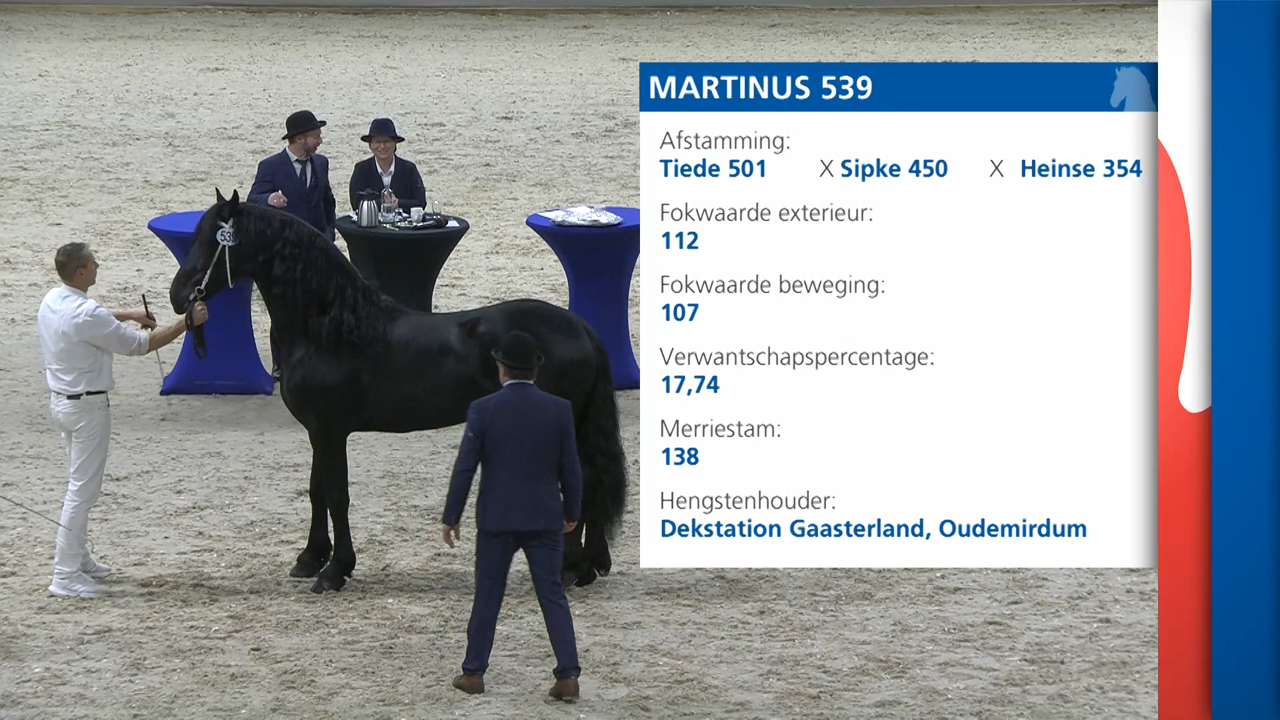 MARTINUS 539
Afstamming:
Tiede 501 X Sipke 450 X Heinse 354
Fokwaarde exterieur:
112
Fokwaarde beweging:
107
Verwantschapspercentage:
17,74
Merriestam:
138
Hengstenhouder:
Dekstation Gaasterland, Oudemirdum